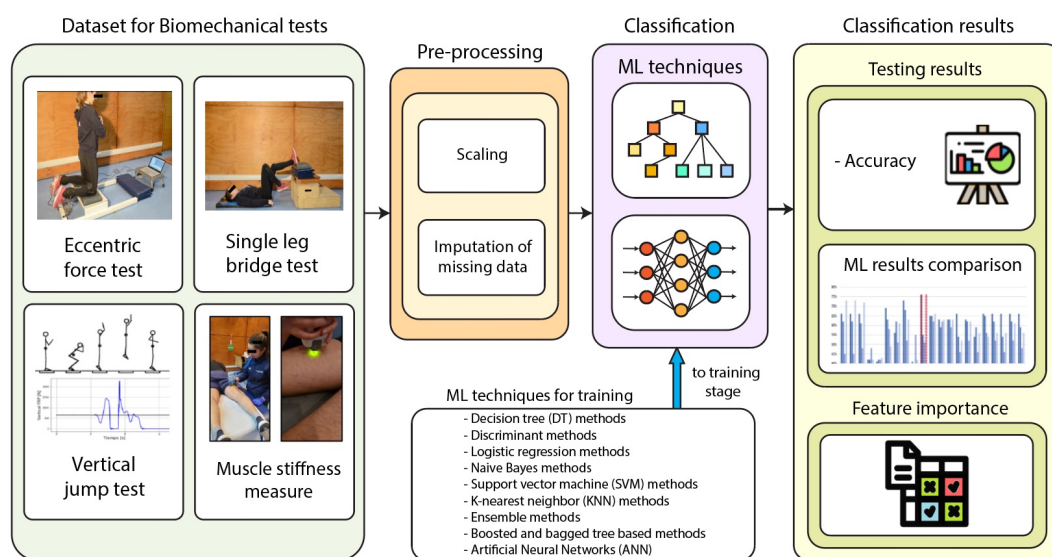 Dataset for Biomechanical tests
Eccentric
force test
Single leg
bridge test
Vertical
jump test
Muscle stiffness
measure
Pre-processing
Scaling
Imputation of
missing data
Classification
ML techniques
to training
stage
ML techniques for training
- Decision tree (DT) methods
- Discriminant methods
- Logistic regression methods
- Naive Bayes methods
- Support vector machine (SVM) methods
- K-nearest neighbor (KNN) methods
- Ensemble methods
- Boosted and bagged tree based methods
- Artificial Neural Networks (ANN)
Classification results
Testing results
- Accuracy
ML results comparison
Feature importance